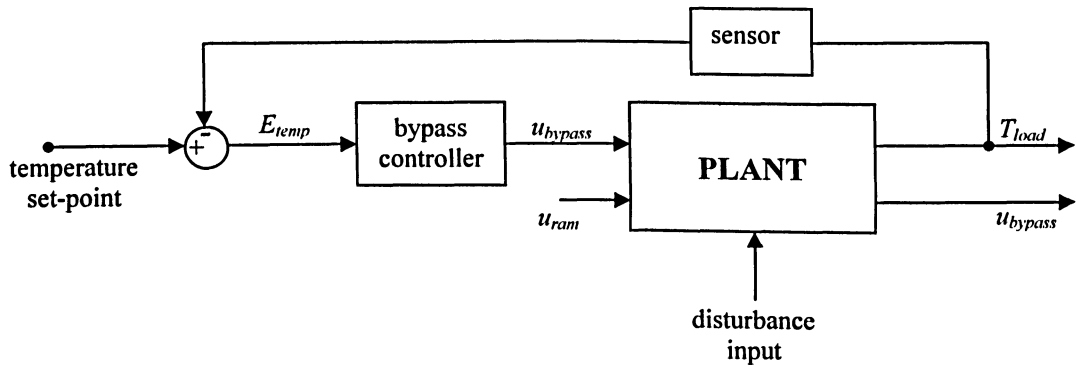 sensor
-
+
E_temp
bypass
controller
u_bypass
PLANT
T_load
temperature
set-point
u_ram
u_bypass
disturbance
input